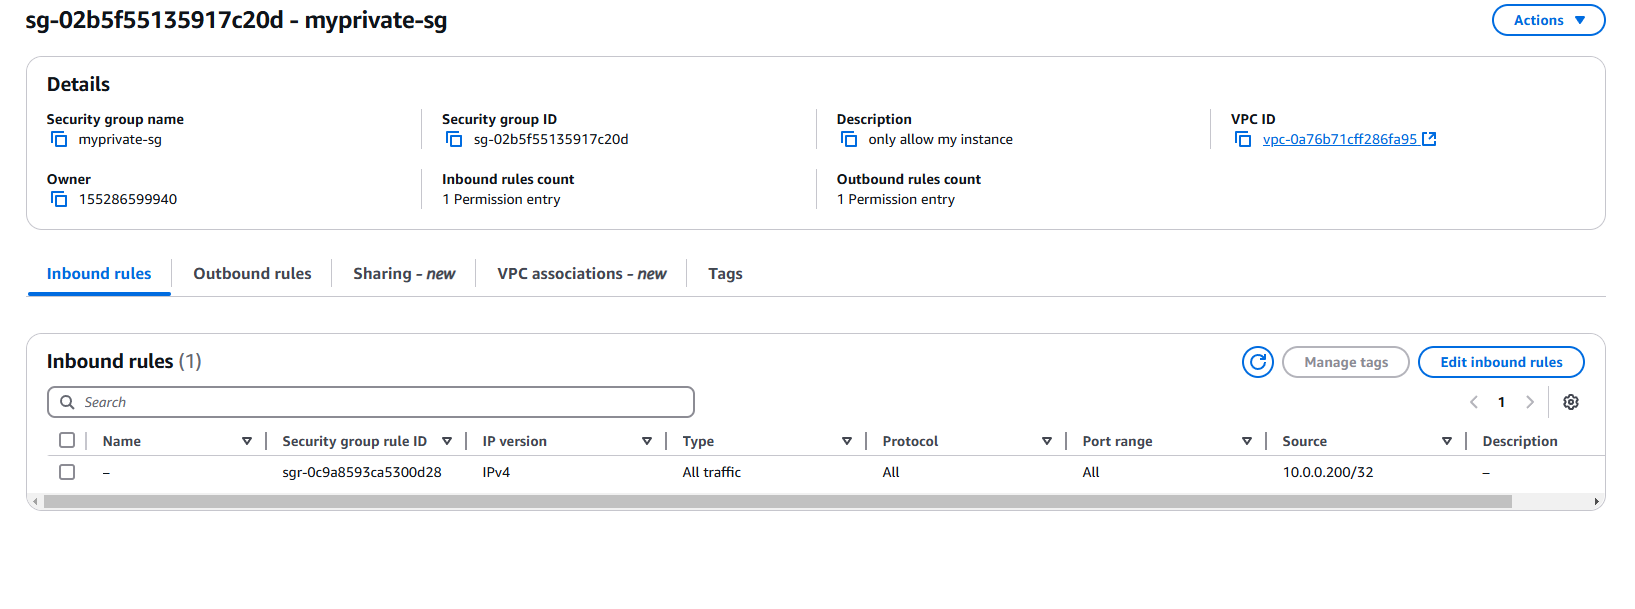 sg-02b5f55135917c20d - myprivate-sg
Actions
Details
Security group name
myprivate-sg
Security group ID
sg-02b5f55135917c20d
Description
only allow my instance
VPC ID
vpc-0a76b71cff286fa95
Owner
155286599940
Inbound rules count
1 Permission entry
Outbound rules count
1 Permission entry
Inbound rules Outbound rules Sharing - new VPC associations - new Tags
Inbound rules (1)
Manage tags Edit inbound rules
Search
1
Name Security group rule ID IP version Type Protocol Port range Source Description
– sgr-0c9a8593ca5300d28 IPv4 All traffic All All 10.0.0.200/32 –